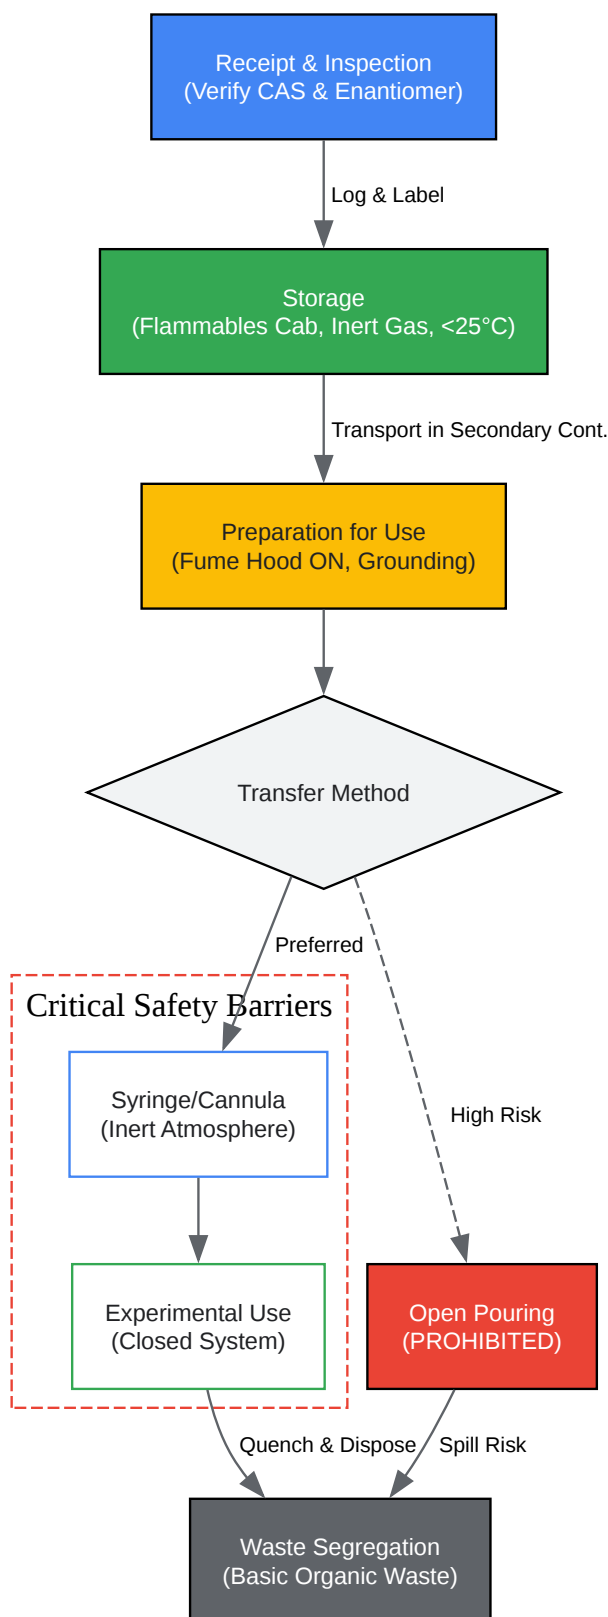 Receipt & Inspection
(Verify CAS & Enantiomer)
Log & Label
Storage
(Flammables Cab, Inert Gas, <25°C)
Transport in Secondary Cont.
Preparation for Use
(Fume Hood ON, Grounding)
Transfer Method
Preferred
Critical Safety Barriers
Syringe/Cannula
(Inert Atmosphere)
High Risk
Experimental Use
(Closed System)
Open Pouring
(PROHIBITED)
Quench & Dispose
Spill Risk
Waste Segregation
(Basic Organic Waste)